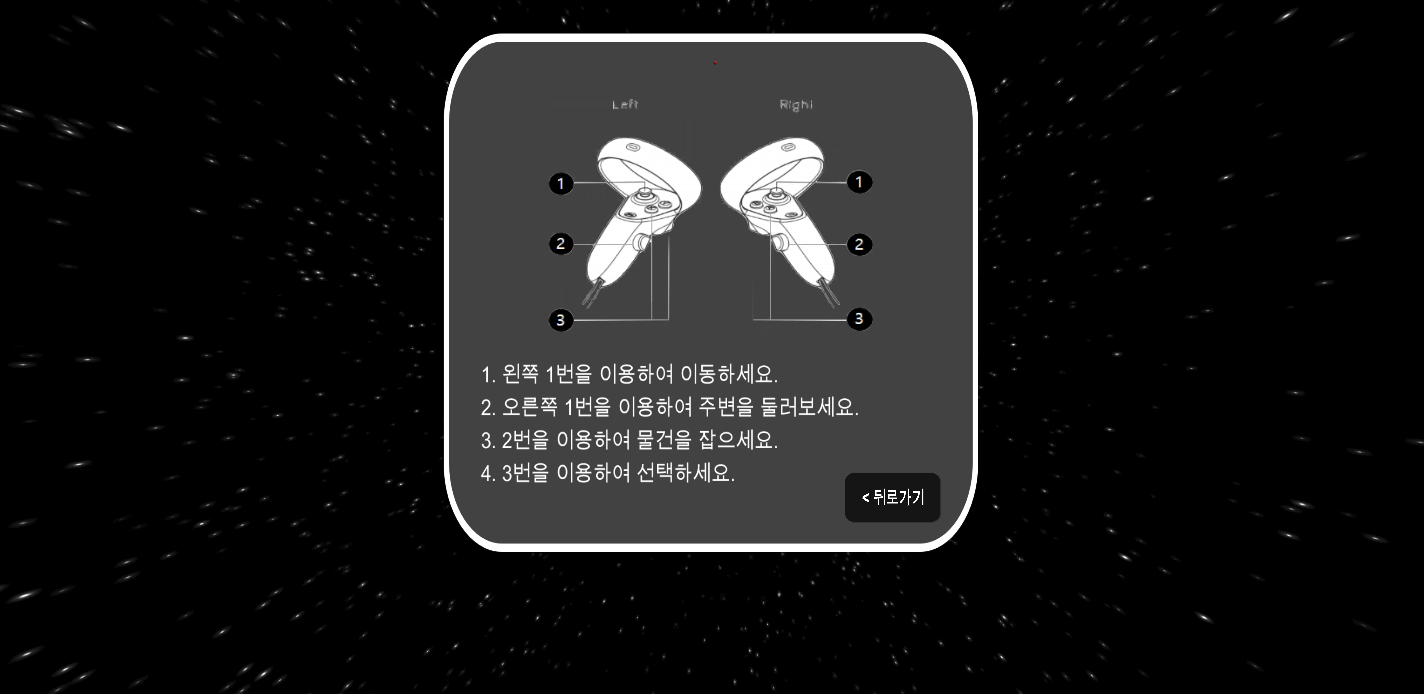 Left Right
1 1
2 2
3 3
1. 왼쪽 1번을 이용하여 이동하세요.
2. 오른쪽 1번을 이용하여 주변을 둘러보세요.
3. 2번을 이용하여 물건을 잡으세요.
4. 3번을 이용하여 선택하세요.
< 뒤로가기